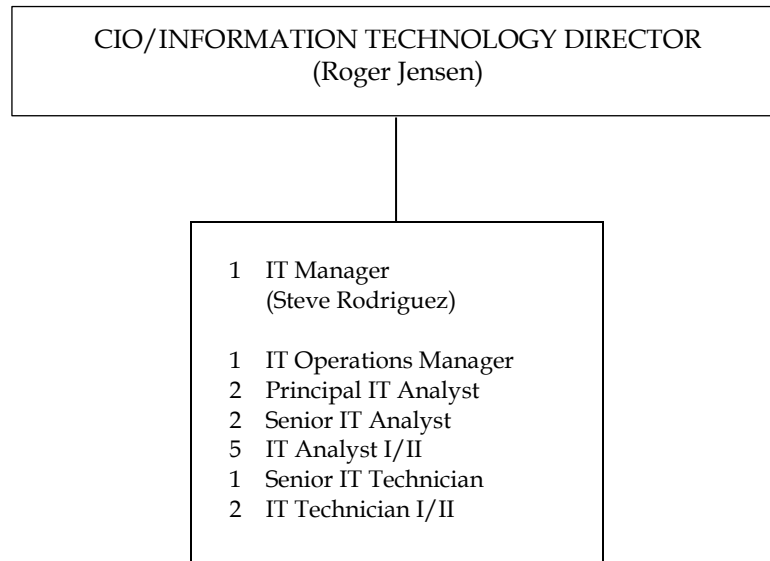 CIO/INFORMATION TECHNOLOGY DIRECTOR
(Roger Jensen)
1 IT Manager
(Steve Rodriguez)
1 IT Operations Manager
2 Principal IT Analyst
2 Senior IT Analyst
5 IT Analyst I/II
1 Senior IT Technician
2 IT Technician I/II